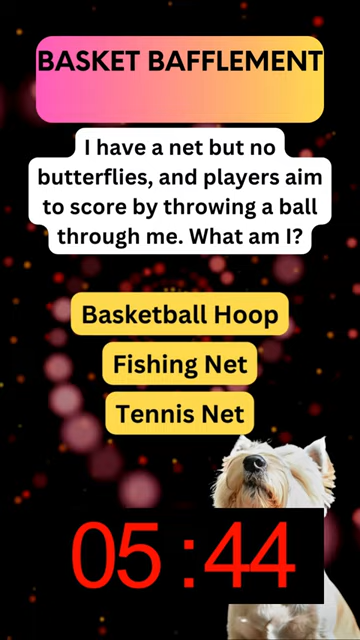 BASKET BAFFLEMENT
I have a net but no
butterflies, and players aim
to score by throwing a ball
through me. What am I?
Basketball Hoop
Fishing Net
Tennis Net
05:44